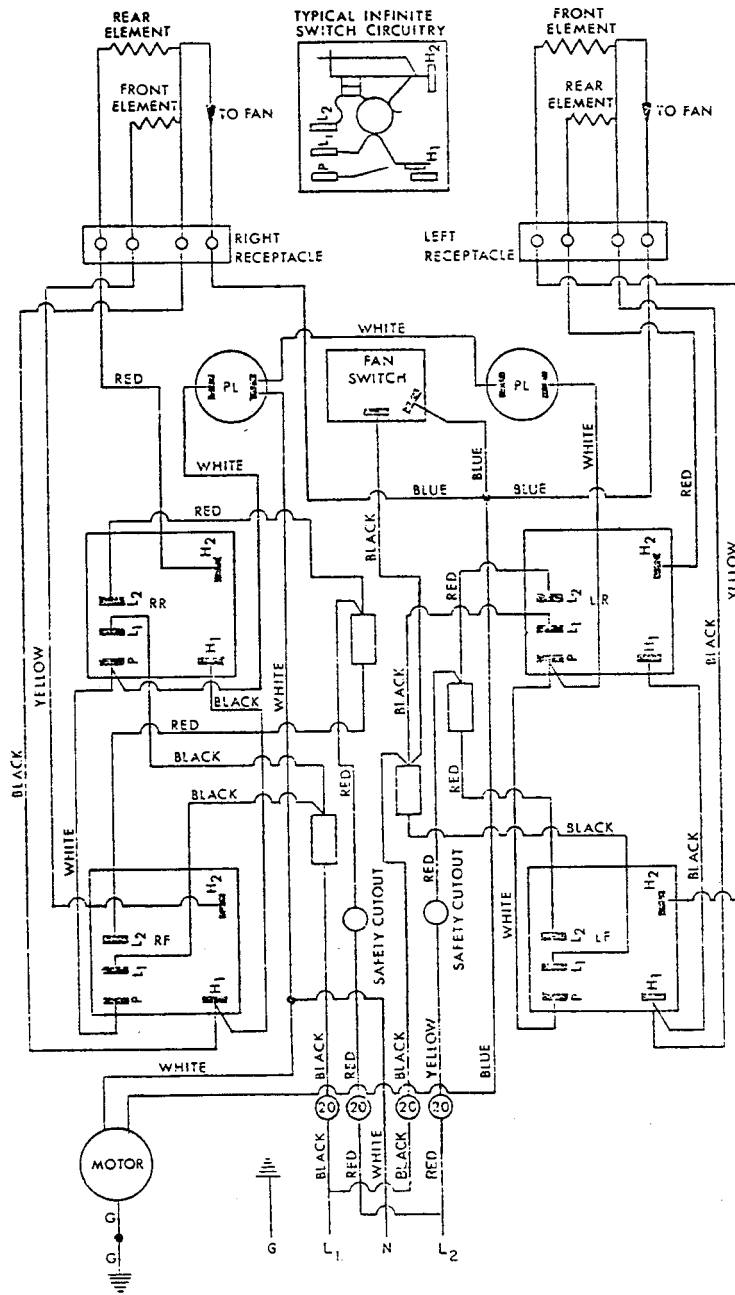 REAR
ELEMENT
TYPICAL INFINITE
SWITCH CIRCUITRY
FRONT
ELEMENT
FRONT
ELEMENT
REAR
ELEMENT
H2
L2
L1
P
H1
TO FAN
TO FAN
RIGHT
RECEPTACLE
LEFT
RECEPTACLE
WHITE
RED
PL
FAN
SWITCH
PL
WHITE
BLUE
WHITE
RED
BLUE
BLUE
RED
BLACK
YELLOW
H2
L2
RR
L1
P
H1
RED
H2
L2
LR
L1
P
H1
YELLOW
BLACK
WHITE
BLACK
BLACK
RED
BLACK
RED
RED
BLACK
BLACK
BLACK
WHITE
RED
BLACK
H2
L2
RF
L1
P
H1
SAFETY CUTOUT
SAFETY CUTOUT
WHITE
H2
L2
LF
L1
P
H1
WHITE
BLACK
RED
BLACK
YELLOW
BLUE
20
20
20
20
MOTOR
BLACK
RED
WHITE
BLACK
RED
G
G
G
L1
N
L2